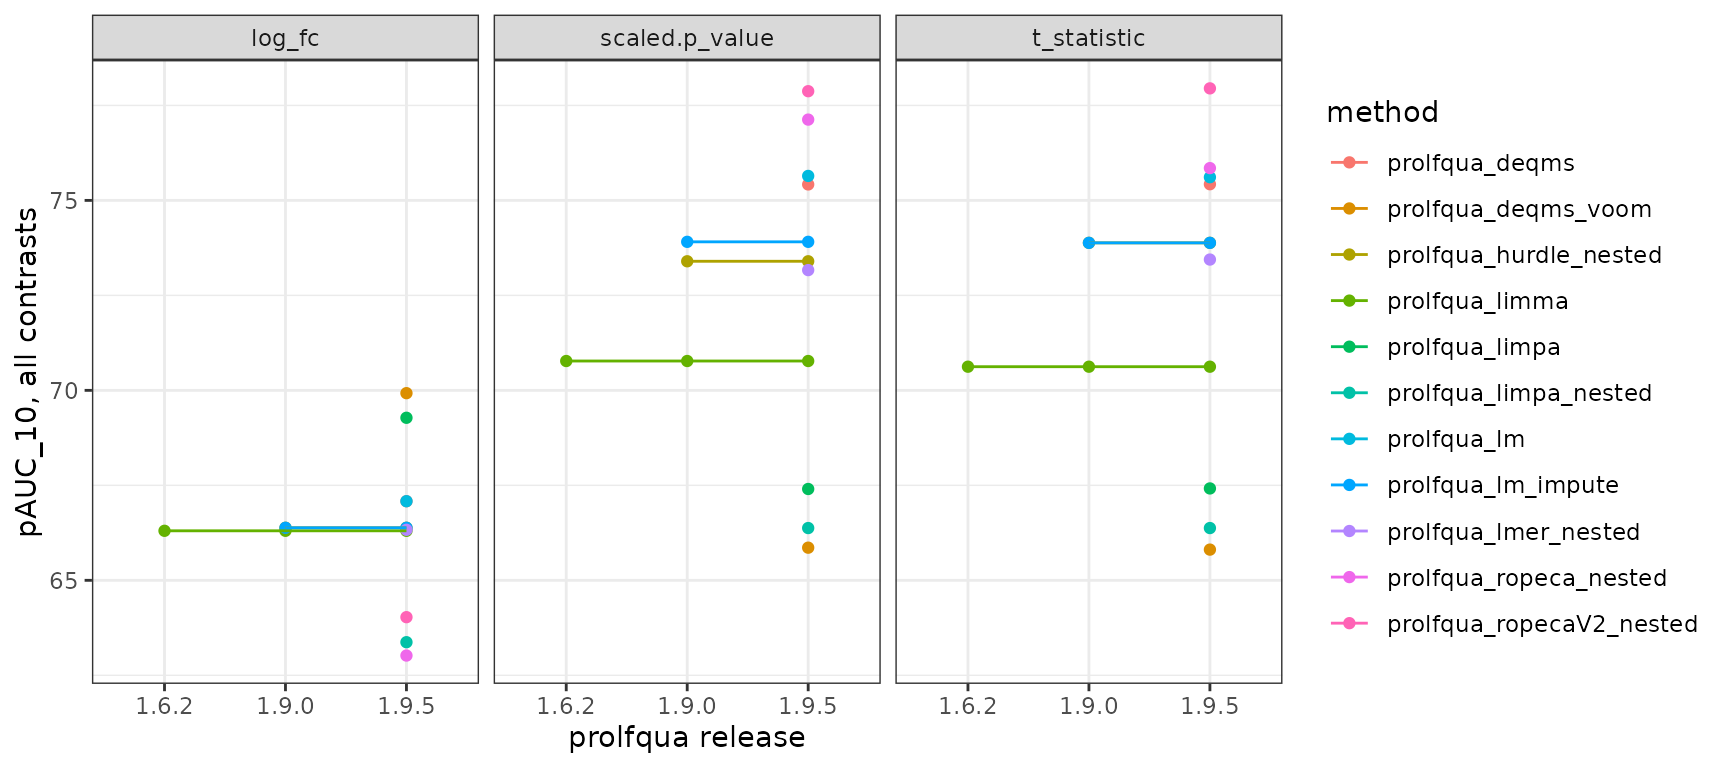 log_fc
scaled.p_value
t_statistic
pAUC_10, all contrasts
75
70
65
1.6.2 1.9.0 1.9.5
1.6.2 1.9.0 1.9.5
1.6.2 1.9.0 1.9.5
prolfqua release
method
prolfqua_deqms
prolfqua_deqms_voom
prolfqua_hurdle_nested
prolfqua_limma
prolfqua_limpa
prolfqua_limpa_nested
prolfqua_lm
prolfqua_lm_impute
prolfqua_lmer_nested
prolfqua_ropeca_nested
prolfqua_ropecaV2_nested